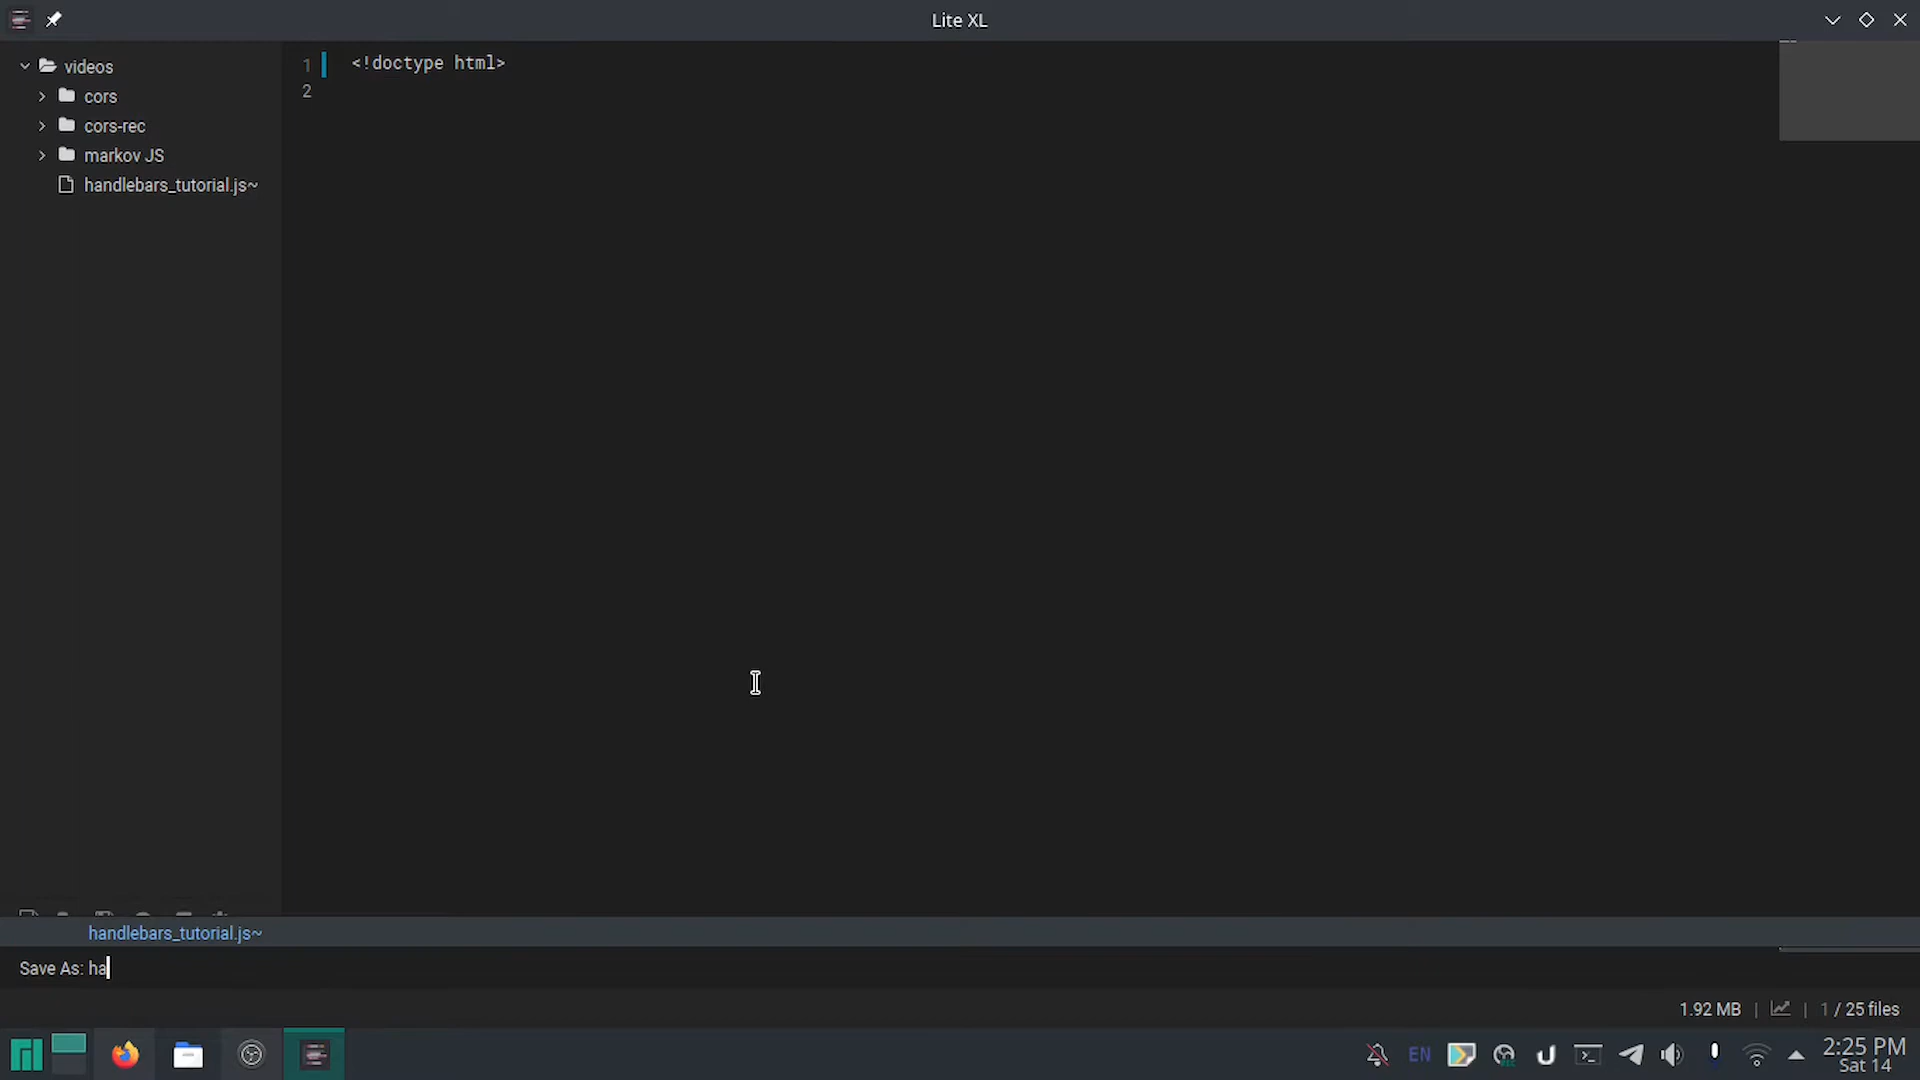 Lite XL
videos
cors
cors-rec
markov JS
handlebars_tutorial.js~
1 <!doctype html>
2
handlebars_tutorial.js~
Save As: ha
1.92 MB | | 1 / 25 files
EN
2:25 PM
Sat 14